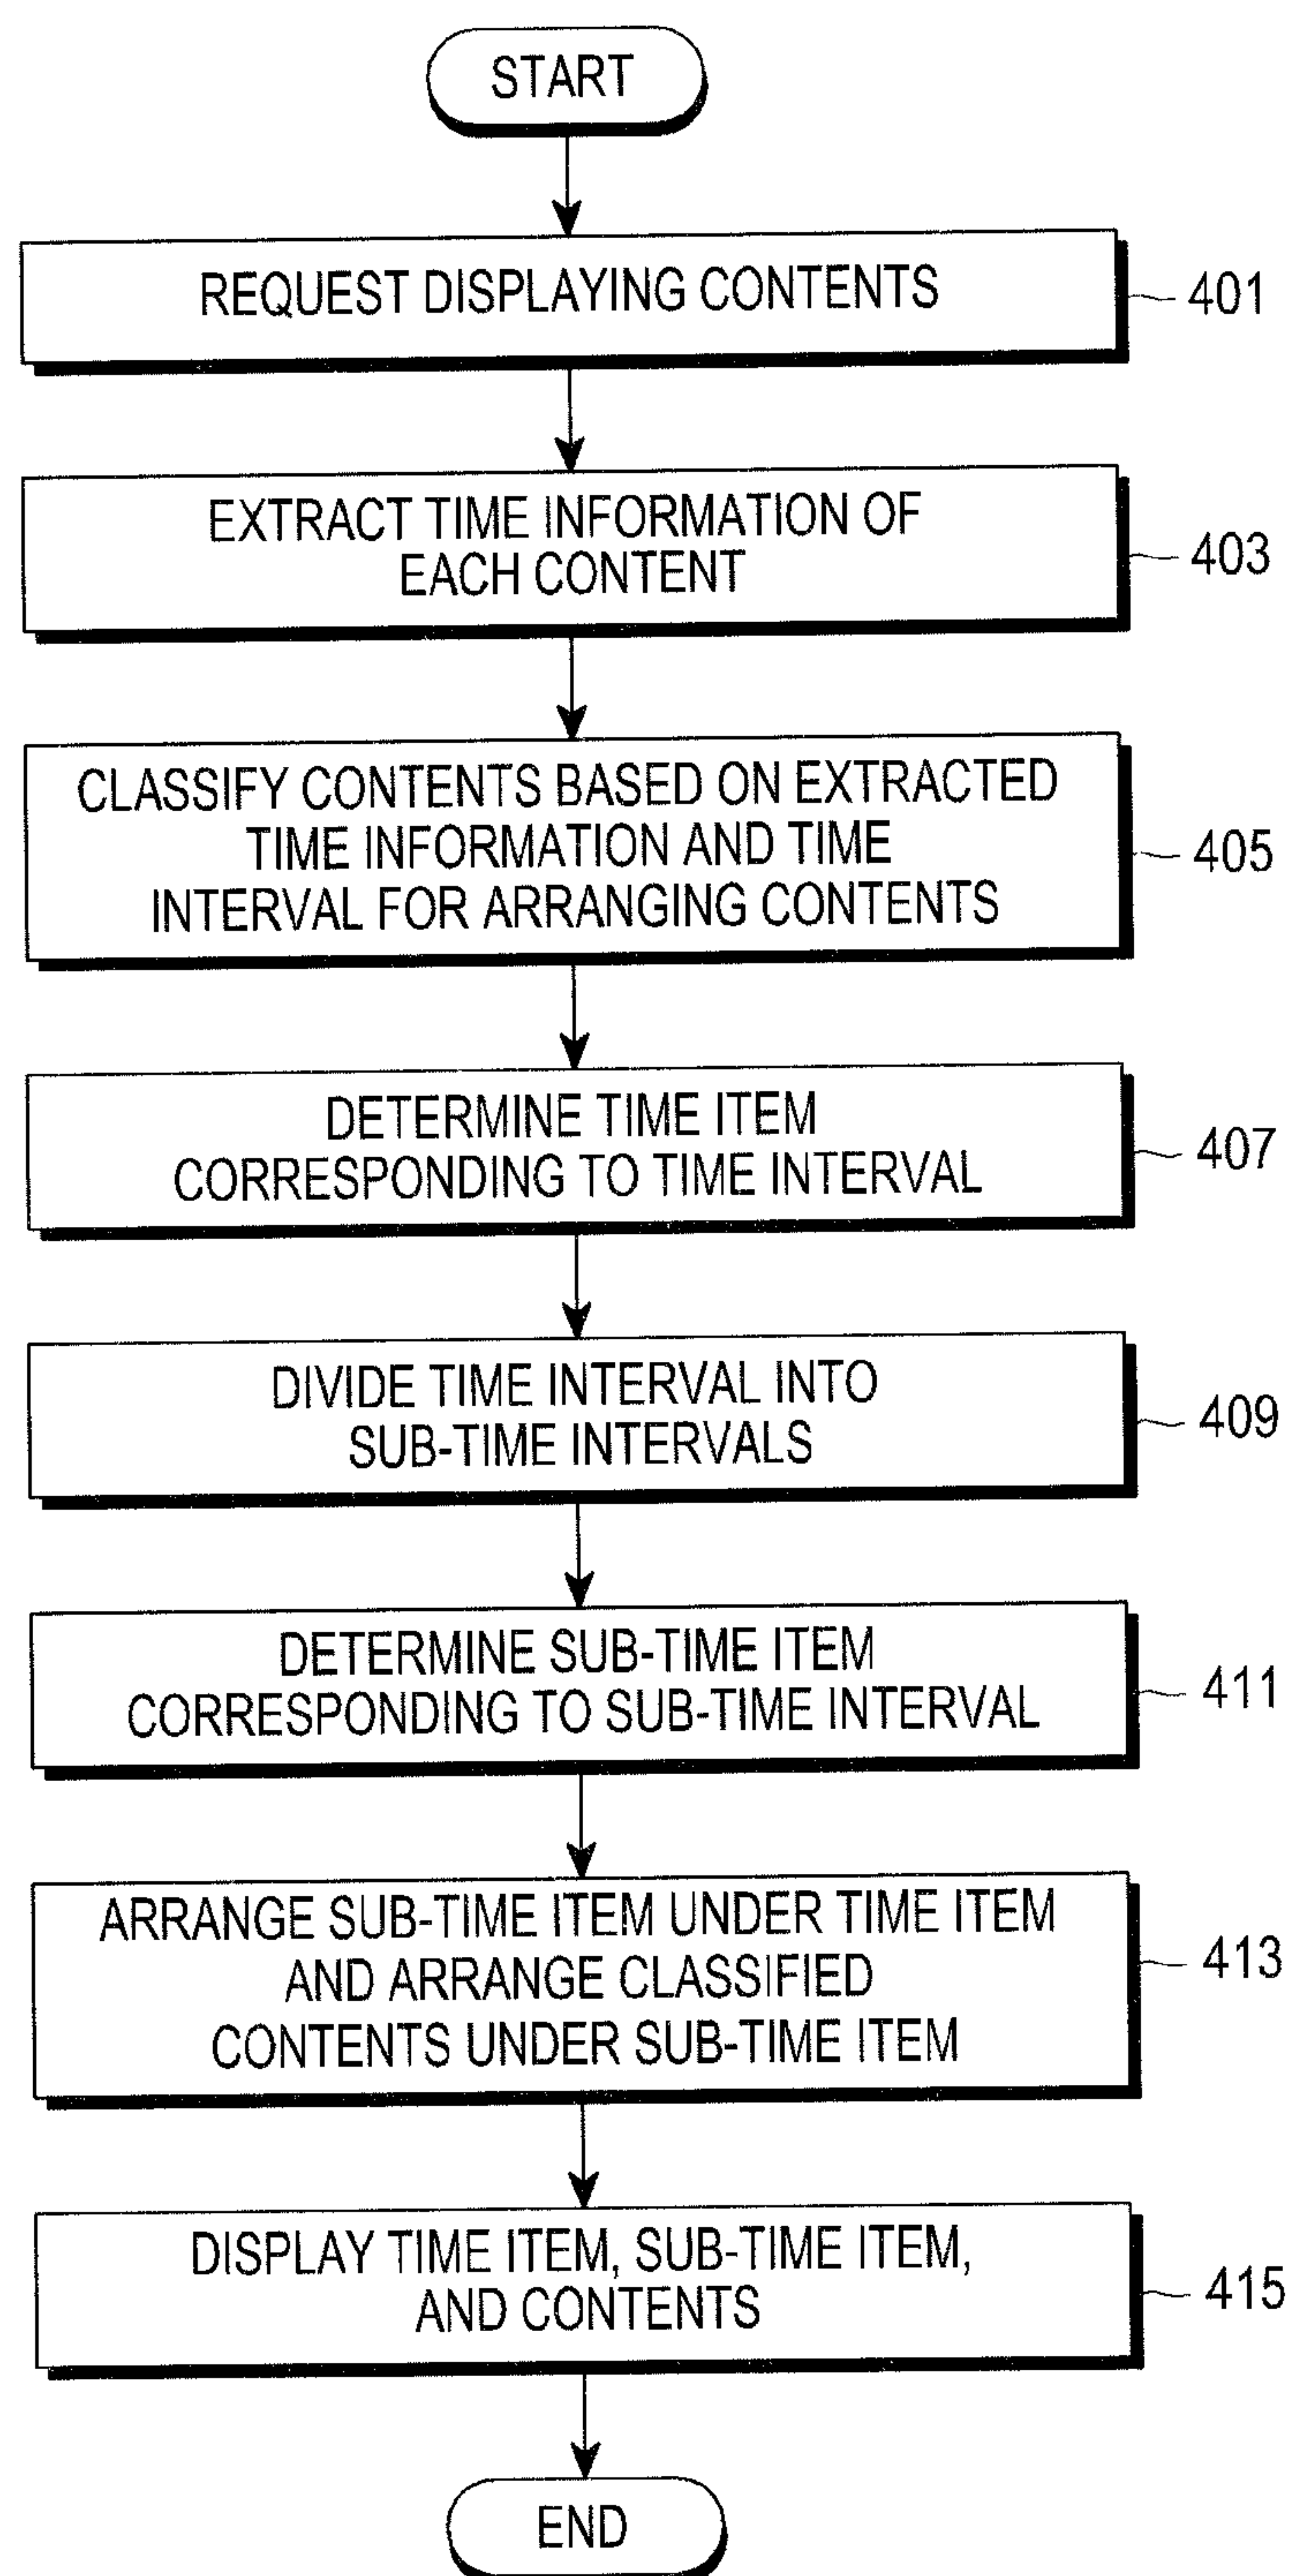 START
REQUEST DISPLAYING CONTENTS
401
EXTRACT TIME INFORMATION OF
EACH CONTENT
403
CLASSIFY CONTENTS BASED ON EXTRACTED
TIME INFORMATION AND TIME
INTERVAL FOR ARRANGING CONTENTS
405
DETERMINE TIME ITEM
CORRESPONDING TO TIME INTERVAL
407
DIVIDE TIME INTERVAL INTO
SUB-TIME INTERVALS
409
DETERMINE SUB-TIME ITEM
CORRESPONDING TO SUB-TIME INTERVAL
411
ARRANGE SUB-TIME ITEM UNDER TIME ITEM
AND ARRANGE CLASSIFIED
CONTENTS UNDER SUB-TIME ITEM
413
DISPLAY TIME ITEM, SUB-TIME ITEM,
AND CONTENTS
415
END